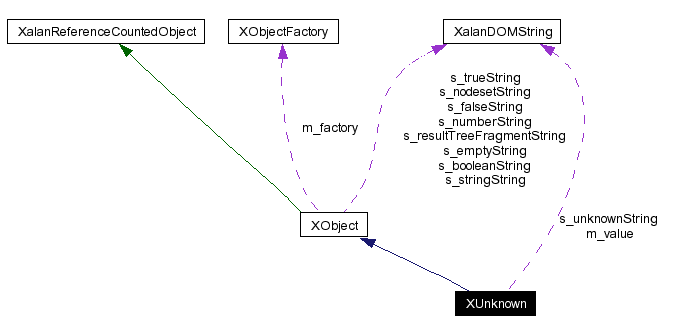 XalanReferenceCountedObject
XObjectFactory
XalanDOMString
s_trueString
s_nodesetString
s_falseString
s_numberString
s_resultTreeFragmentString
s_emptyString
s_booleanString
s_stringString
m_factory
XObject
s_unknownString
m_value
XUnknown